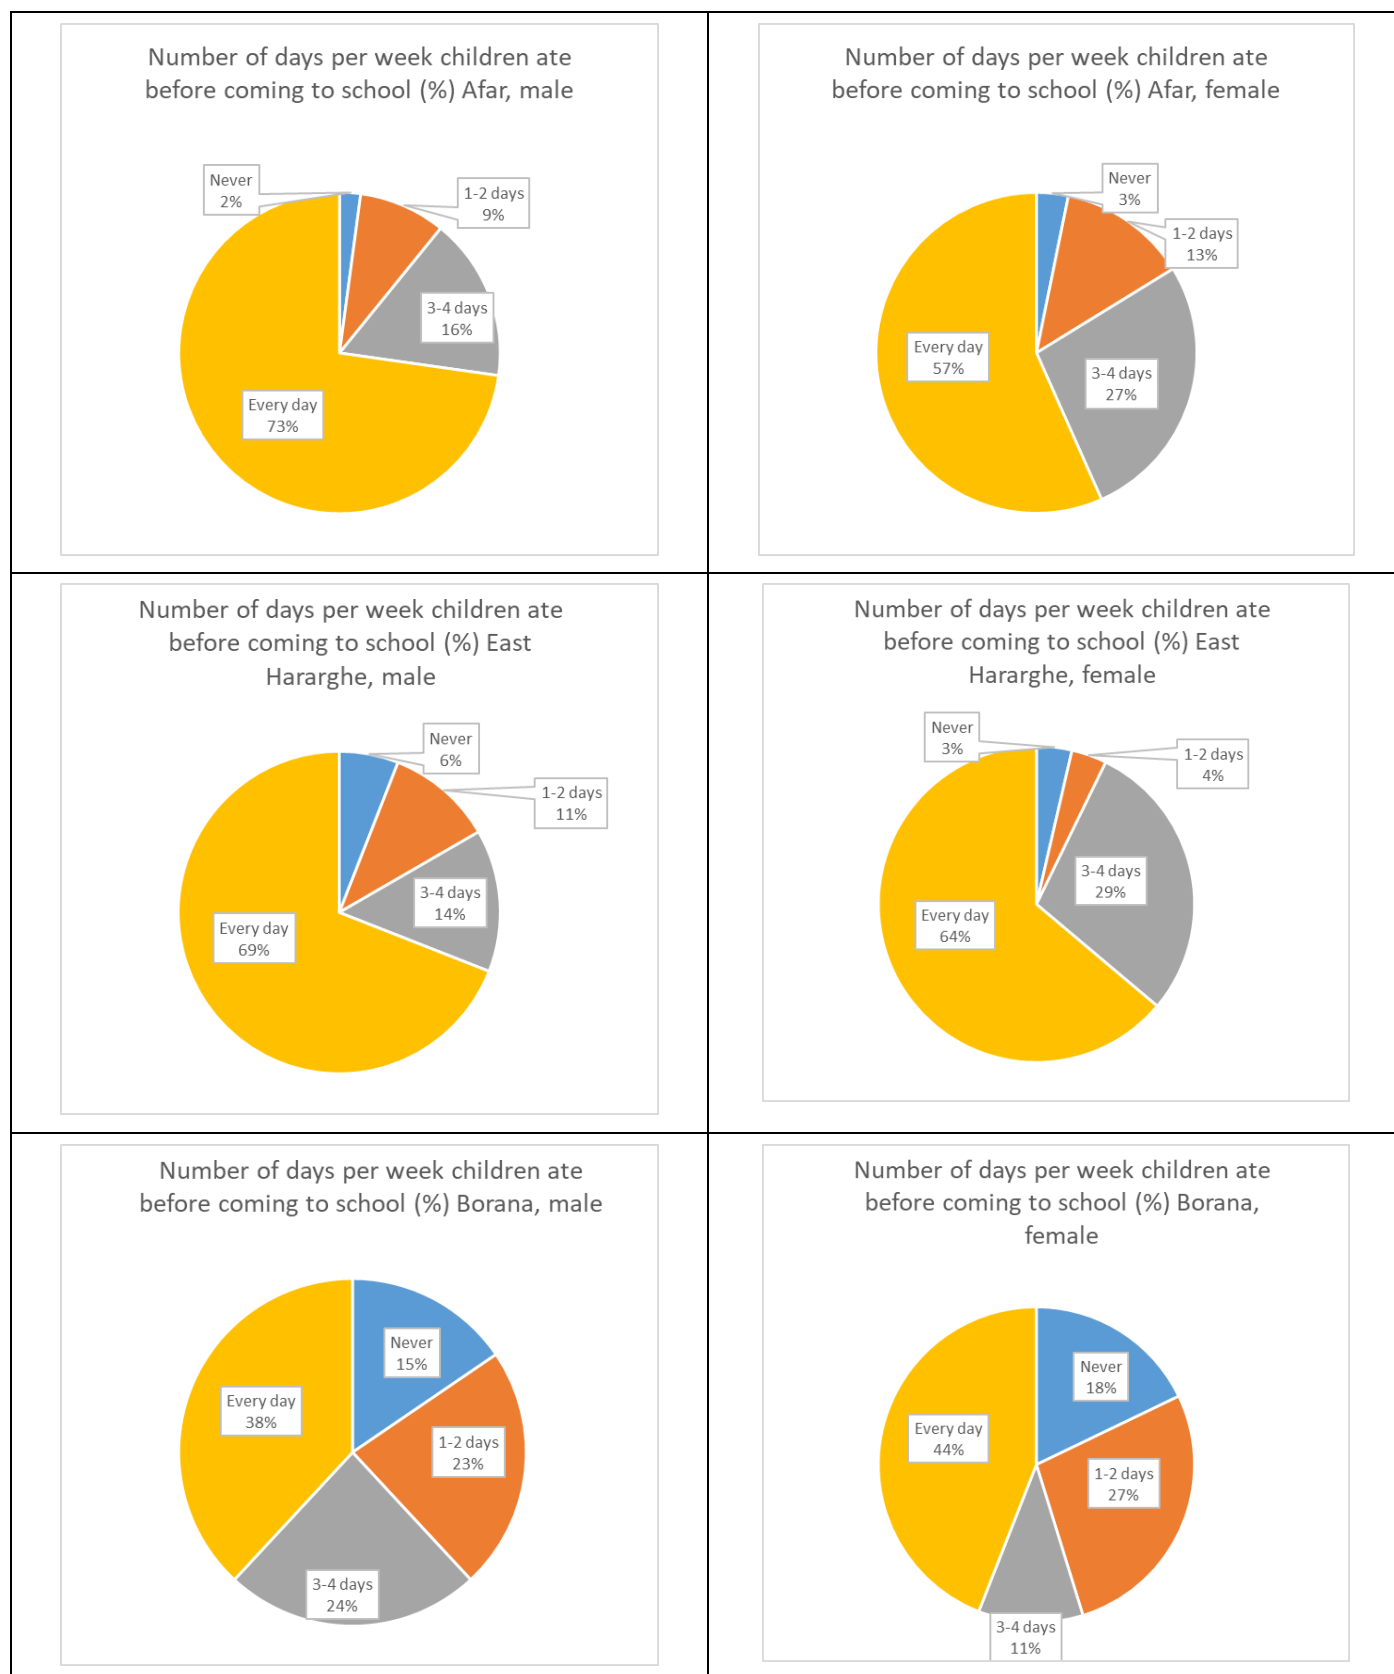 Number of days per week children ate
before coming to school (%) Afar, male
Never
2%
1-2 days
9%
3-4 days
16%
Every day
73%
Number of days per week children ate
before coming to school (%) Afar, female
Never
3%
1-2 days
13%
3-4 days
27%
Every day
57%
Number of days per week children ate
before coming to school (%) East
Hararghe, male
Never
6%
1-2 days
11%
3-4 days
14%
Every day
69%
Number of days per week children ate
before coming to school (%) East
Hararghe, female
Never
3%
1-2 days
4%
3-4 days
29%
Every day
64%
Number of days per week children ate
before coming to school (%) Borana, male
Never
15%
1-2 days
23%
3-4 days
24%
Every day
38%
Number of days per week children ate
before coming to school (%) Borana,
female
Never
18%
1-2 days
27%
3-4 days
11%
Every day
44%